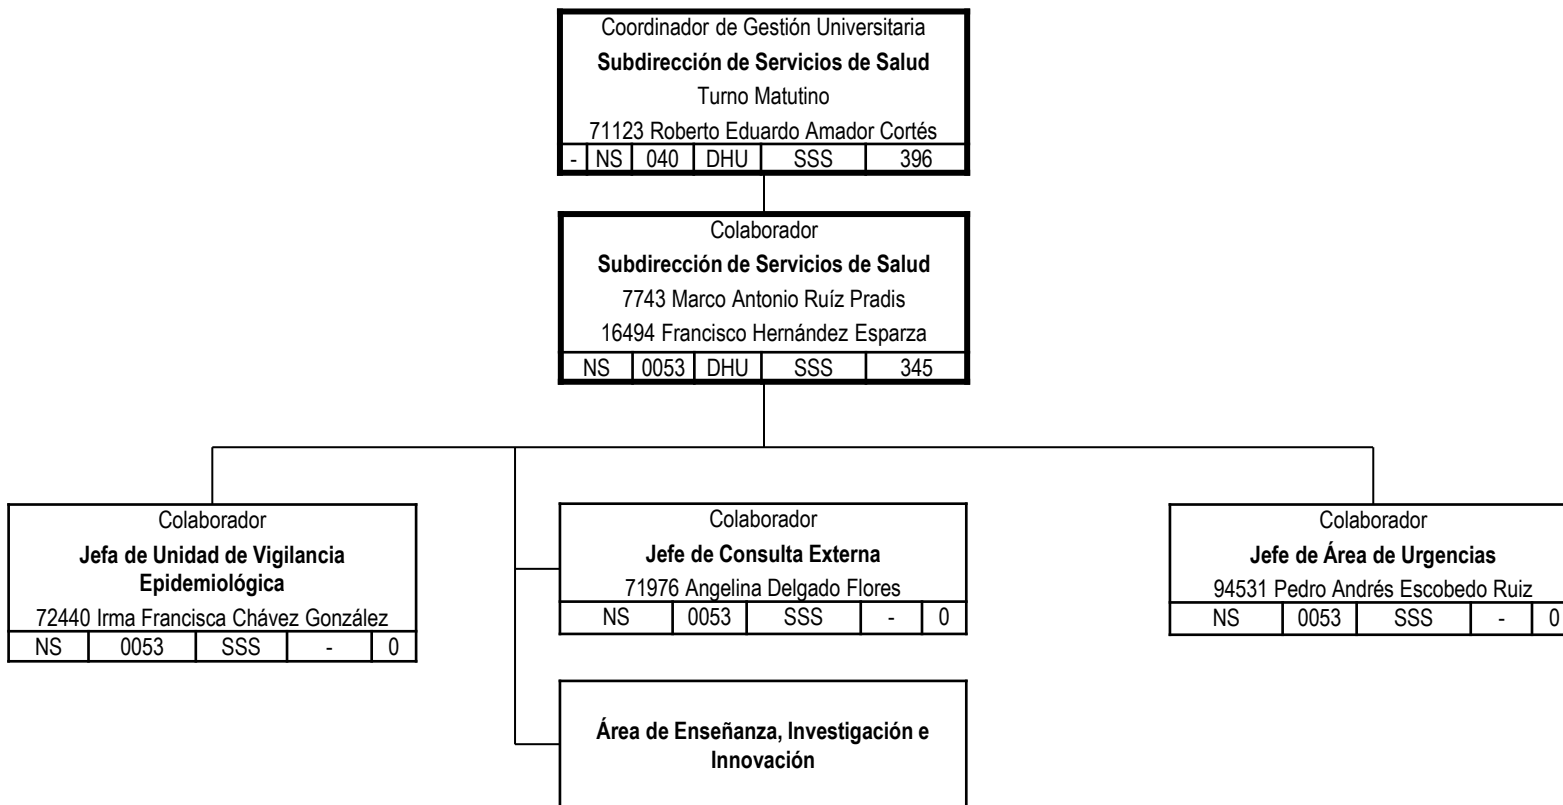 Coordinador de Gestión Universitaria
Subdirección de Servicios de Salud
Turno Matutino
71123 Roberto Eduardo Amador Cortés
- NS 040 DHU SSS 396
Colaborador
Subdirección de Servicios de Salud
7743 Marco Antonio Ruíz Pradis
16494 Francisco Hernández Esparza
NS 0053 DHU SSS 345
Colaborador
Jefa de Unidad de Vigilancia
Epidemiológica
72440 Irma Francisca Chávez González
NS 0053 SSS - 0
Colaborador
Jefe de Consulta Externa
71976 Angelina Delgado Flores
NS 0053 SSS - 0
Colaborador
Jefe de Área de Urgencias
94531 Pedro Andrés Escobedo Ruiz
NS 0053 SSS - 0
Área de Enseñanza, Investigación e
Innovación